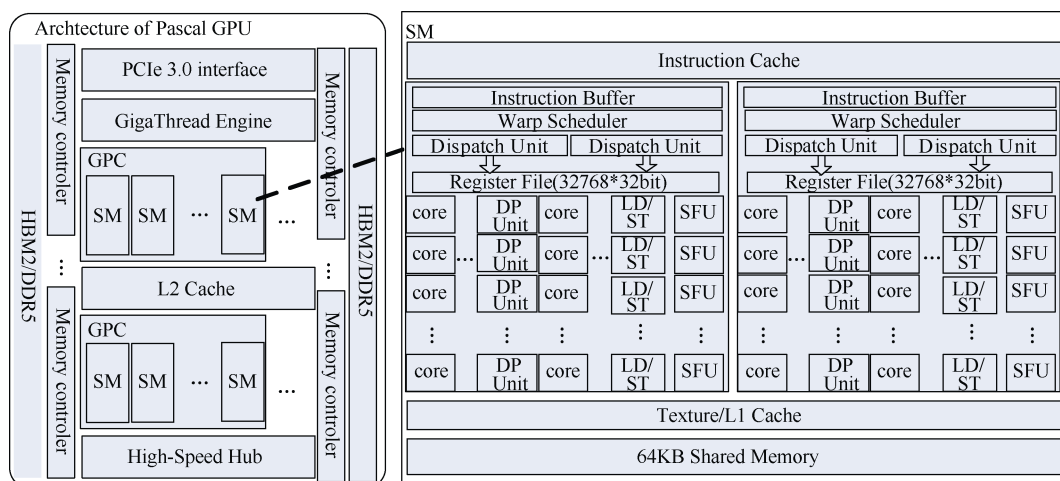 Archtecture of Pascal GPU
HBM2/DDR5
Memory controler
Memory controler
PCIe 3.0 interface
GigaThread Engine
GPC
SM SM ... SM ...
L2 Cache
GPC
SM SM ... SM ...
High-Speed Hub
Memory controler
Memory controler
HBM2/DDR5
...
...
SM
Instruction Cache
Instruction Buffer
Warp Scheduler
Dispatch Unit Dispatch Unit
Register File(32768*32bit)
core DP Unit core LD/ST SFU
core ... DP Unit core ... LD/ST SFU
core DP Unit core LD/ST SFU
... ... ... ... ...
core DP Unit core LD/ST SFU
Instruction Buffer
Warp Scheduler
Dispatch Unit Dispatch Unit
Register File(32768*32bit)
core DP Unit core LD/ST SFU
core ... DP Unit core ... LD/ST SFU
core DP Unit core LD/ST SFU
... ... ... ... ...
core DP Unit core LD/ST SFU
Texture/L1 Cache
64KB Shared Memory